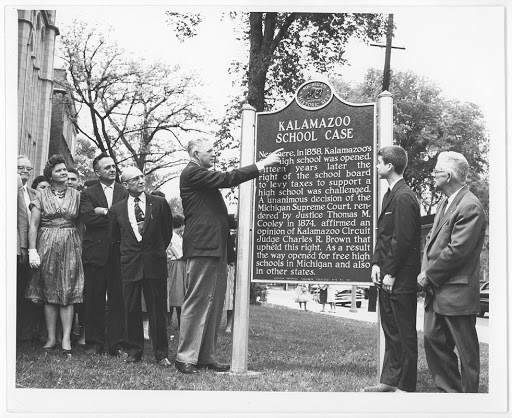 KALAMAZOO
SCHOOL CASE
here, in 1858, Kalamazoo's
high school was opened.
fifteen years later the
right of the school board
to levy taxes to support a
high school was challenged.
A unanimous decision of the
Michigan Supreme Court, ren-
dered by Justice Thomas M.
Cooley in 1874, affirmed an
opinion of Kalamazoo Circuit
Judge Charles R. Brown that
upheld this right. As a result
the way opened for free high
schools in Michigan and also
in other states.